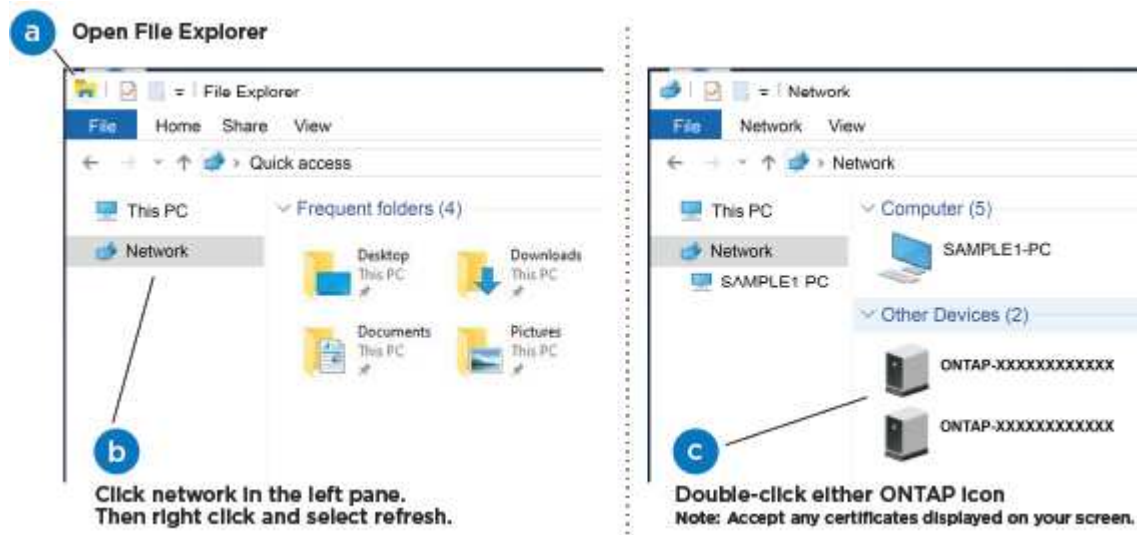 a
Open File Explorer
File Explorer
File Home Share View
Quick access
This PC
Network
Frequent folders (4)
Desktop
This PC
Downloads
This PC
Documents
This PC
Pictures
This PC
b
Click network in the left pane.
Then right click and select refresh.
Network
File Network View
Network
This PC
Network
SAMPLE1 PC
Computer (5)
SAMPLE1-PC
Other Devices (2)
ONTAP-XXXXXXXXXXXX
ONTAP-XXXXXXXXXXXX
c
Double-click either ONTAP icon
Note: Accept any certificates displayed on your screen.